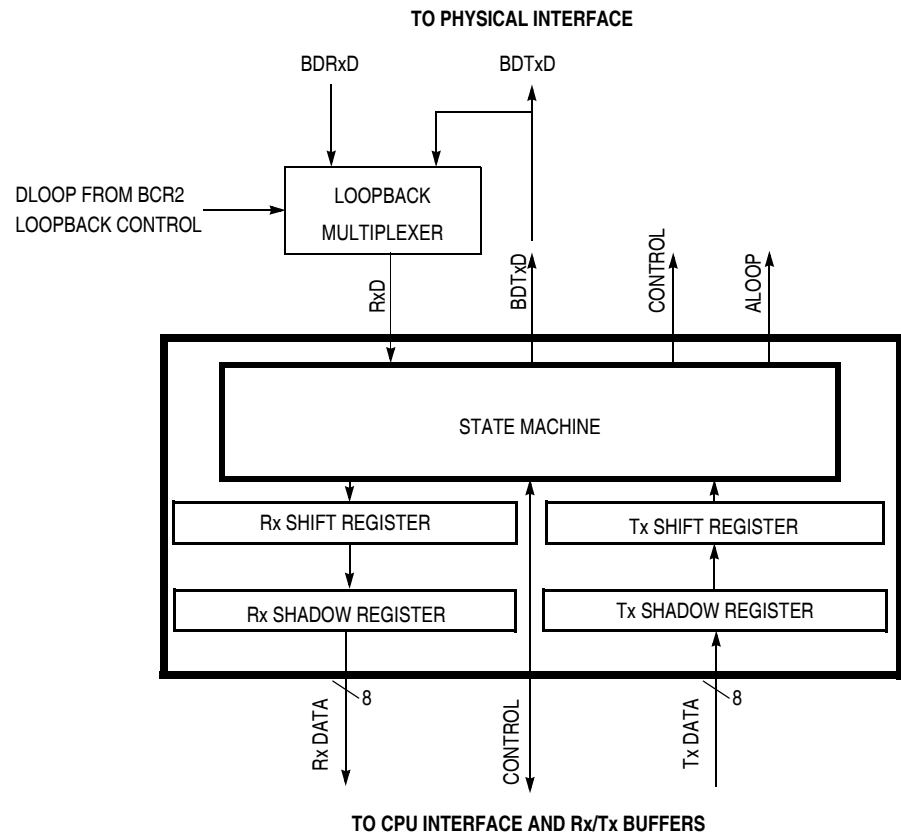 TO PHYSICAL INTERFACE
BDRxD
BDTxD
DLOOP FROM BCR2
LOOPBACK CONTROL
LOOPBACK
MULTIPLEXER
RxD
BDTxD
CONTROL
ALOOP
STATE MACHINE
Rx SHIFT REGISTER
Tx SHIFT REGISTER
Rx SHADOW REGISTER
Tx SHADOW REGISTER
8
8
Rx DATA
CONTROL
Tx DATA
TO CPU INTERFACE AND Rx/Tx BUFFERS